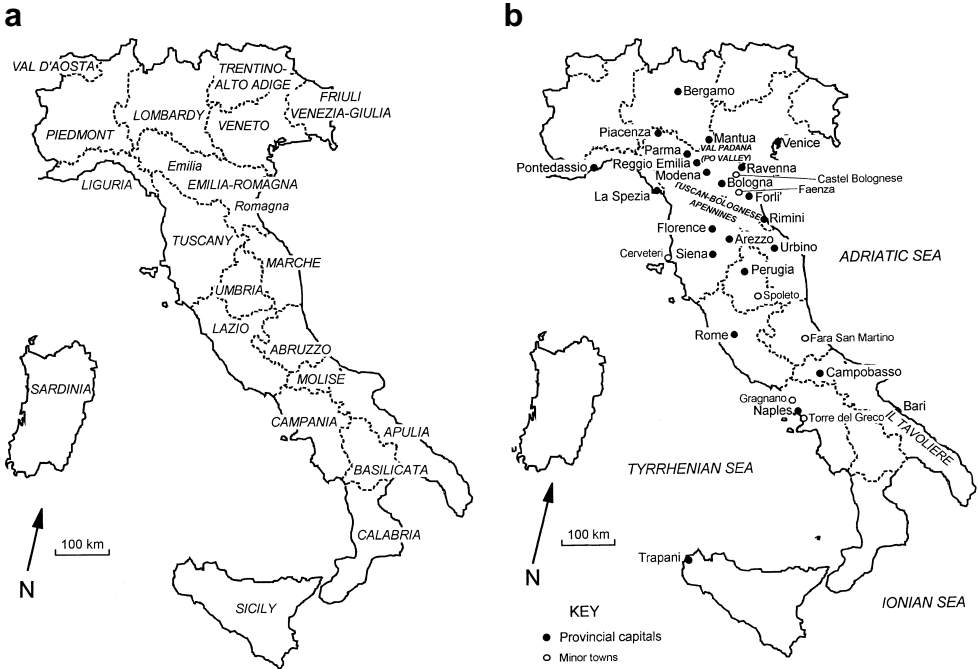 a
VAL D'AOSTA
TRENTINO-
ALTO ADIGE
FRIULI
VENEZIA-GIULIA
LOMBARDY
VENETO
PIEDMONT
Emilia
LIGURIA
EMILIA-ROMAGNA
Romagna
TUSCANY
MARCHE
UMBRIA
LAZIO
ABRUZZO
MOLISE
SARDINIA
CAMPANIA
APULIA
BASILICATA
CALABRIA
100 km
N
SICILY
b
Bergamo
Piacenza
Mantua
Venice
Parma
VAL PADANA
(PO VALLEY)
Reggio Emilia
Pontedassio
Ravenna
Modena
Castel Bolognese
Bologna
Faenza
La Spezia
Forli'
TUSCAN-BOLOGNESE
APENNINES
Rimini
Florence
Arezzo
Urbino
Cerveteri
Siena
ADRIATIC SEA
Perugia
Spoleto
Rome
Fara San Martino
Campobasso
Gragnano
Naples
Bari
Torre del Greco
IL TAVOLIERE
TYRRHENIAN SEA
100 km
Trapani
N
IONIAN SEA
KEY
Provincial capitals
Minor towns